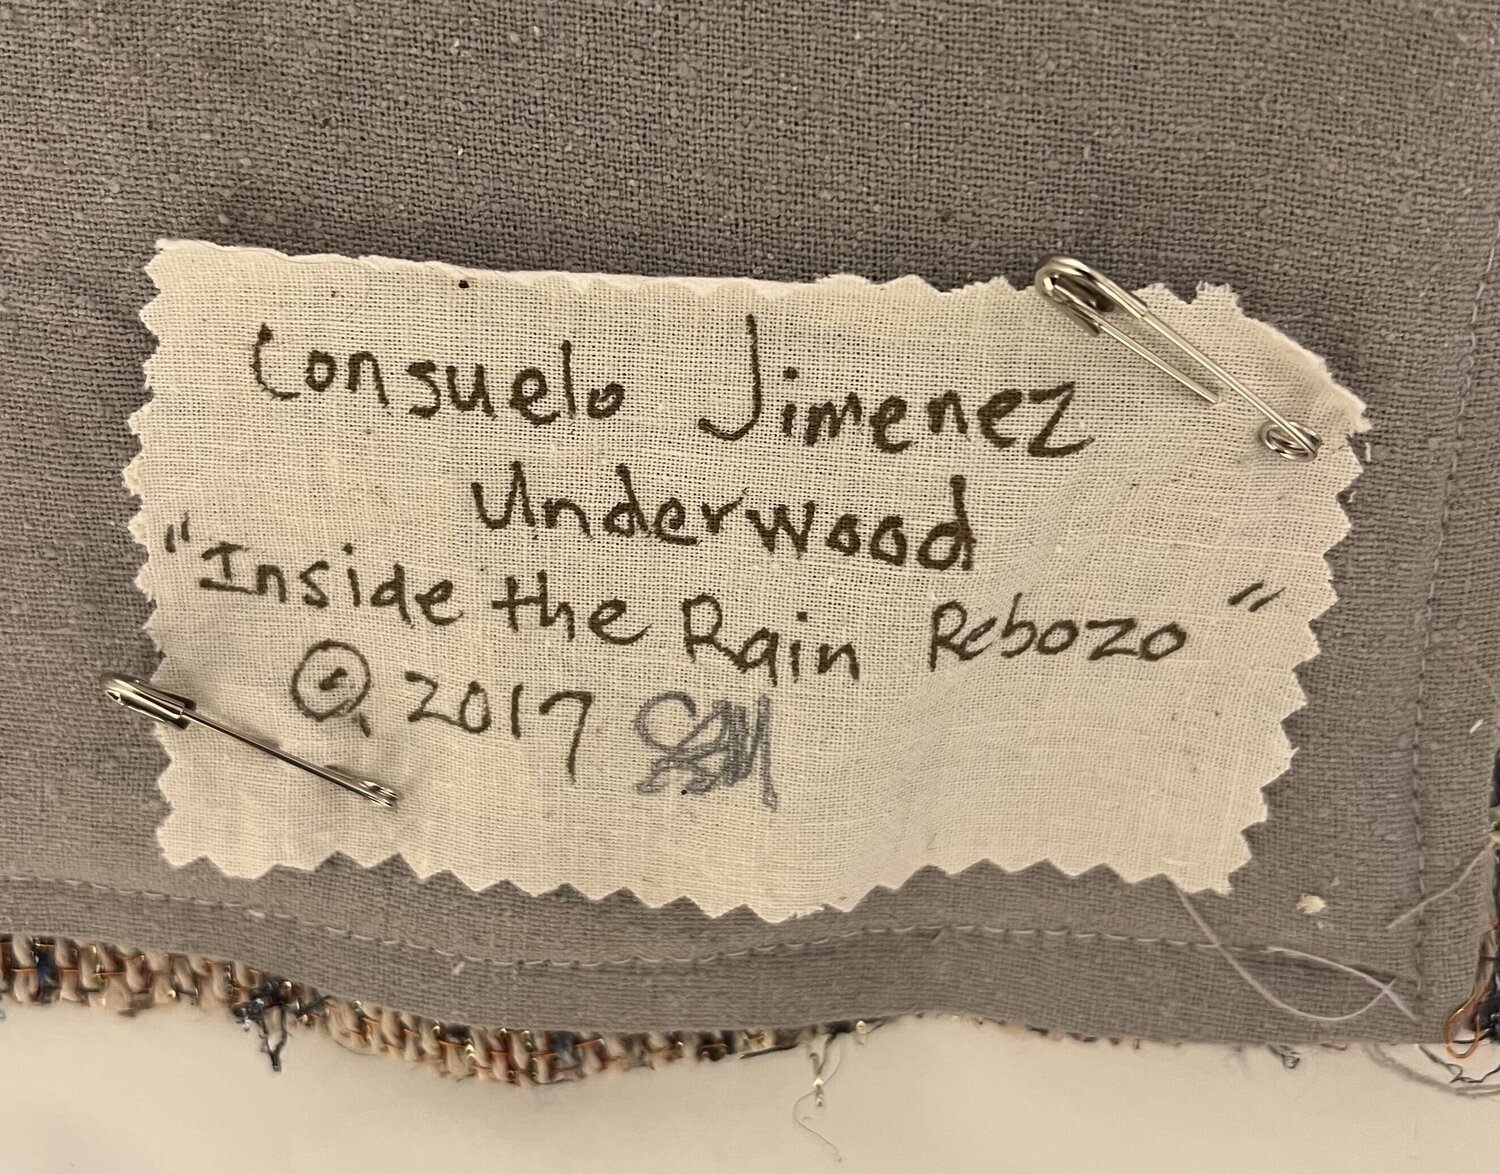 Consuelo Jimenez
Underwood
"Inside the Rain Rebozo"
©. 2017